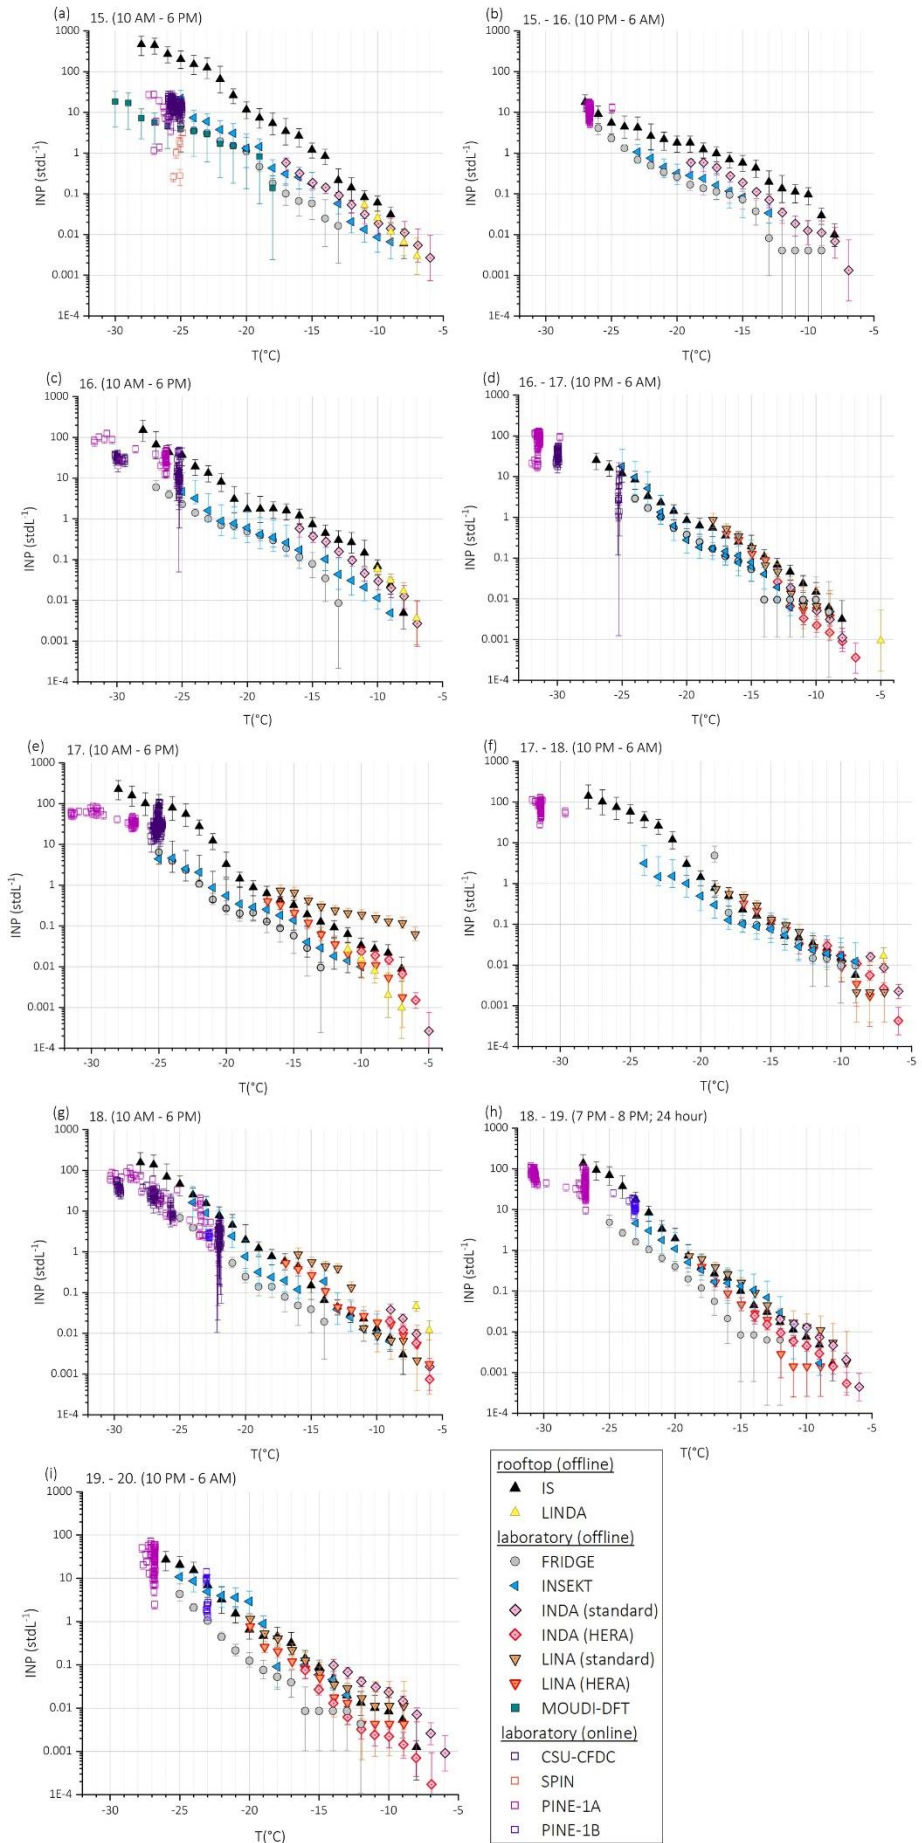 (a) 15. (10 AM - 6 PM)
1000
100
10
1
0.1
0.01
0.001
1E-4
INP (stdL⁻¹)
-30 -25 -20 -15 -10 -5
T(°C)
(b) 15. - 16. (10 PM - 6 AM)
1000
100
10
1
0.1
0.01
0.001
1E-4
INP (stdL⁻¹)
-30 -25 -20 -15 -10 -5
T(°C)
(c) 16. (10 AM - 6 PM)
1000
100
10
1
0.1
0.01
0.001
1E-4
INP (stdL⁻¹)
-30 -25 -20 -15 -10 -5
T(°C)
(d) 16. - 17. (10 PM - 6 AM)
1000
100
10
1
0.1
0.01
0.001
1E-4
INP (stdL⁻¹)
-30 -25 -20 -15 -10 -5
T(°C)
(e) 17. (10 AM - 6 PM)
1000
100
10
1
0.1
0.01
0.001
1E-4
INP (stdL⁻¹)
-30 -25 -20 -15 -10 -5
T(°C)
(f) 17. - 18. (10 PM - 6 AM)
1000
100
10
1
0.1
0.01
0.001
1E-4
INP (stdL⁻¹)
-30 -25 -20 -15 -10 -5
T(°C)
(g) 18. (10 AM - 6 PM)
1000
100
10
1
0.1
0.01
0.001
1E-4
INP (stdL⁻¹)
-30 -25 -20 -15 -10 -5
T(°C)
(h) 18. - 19. (7 PM - 8 PM; 24 hour)
1000
100
10
1
0.1
0.01
0.001
1E-4
INP (stdL⁻¹)
-30 -25 -20 -15 -10 -5
T(°C)
(i) 19. - 20. (10 PM - 6 AM)
1000
100
10
1
0.1
0.01
0.001
1E-4
INP (stdL⁻¹)
-30 -25 -20 -15 -10 -5
T(°C)
rooftop (offline)
IS
LINDA
laboratory (offline)
FRIDGE
INSEKT
INDA (standard)
INDA (HERA)
LINA (standard)
LINA (HERA)
MOUDI-DFT
laboratory (online)
CSU-CFDC
SPIN
PINE-1A
PINE-1B